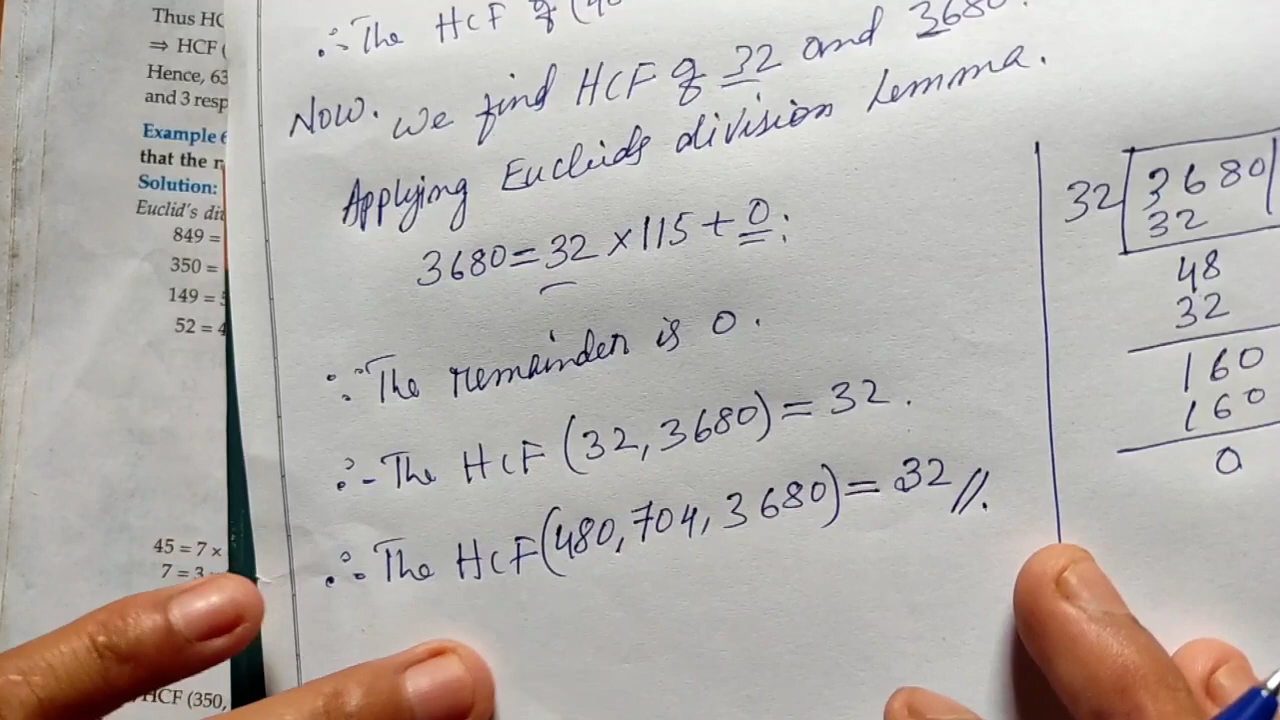 Thus HC
⇒ HCF (
Hence, 63
and 3 resp
Example 6
that the r
Solution:
Euclid's di
849 =
350 =
149 =
52 = 4
45 = 7 ×
7 = 3
HCF (350,
∴ The HCF of (
Now. We find HCF of 32 and 3680.
Applying Euclids division Lemma.
3680 = 32 × 115 + 0.
∵ The remainder is 0.
∴ The HCF (32, 3680) = 32.
∴ The HCF (480, 704, 3680) = 32 //.
32 3680
32
48
32
160
160
0